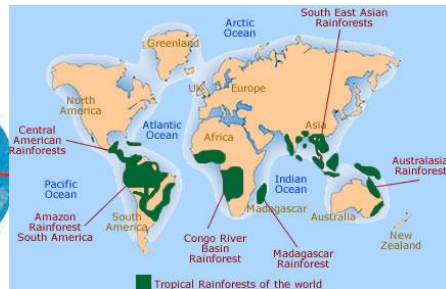 Arctic
Ocean
South East Asian
Rainforests
Greenland
UK
Europe
North
America
Asia
Atlantic
Ocean
Central
American
Rainforests
Africa
Australasia
Rainforest
Pacific
Ocean
Indian
Ocean
Amazon
Rainforest
South America
South
America
Madagascar
Australia
Congo River
Basin
Rainforest
Madagascar
Rainforest
New
Zealand
Tropical Rainforests of the world